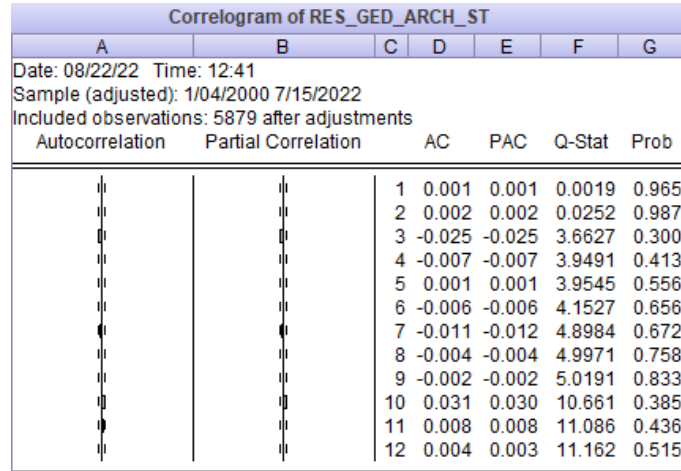 Correlogram of RES_GED_ARCH_ST
A B C D E F G
Date: 08/22/22 Time: 12:41
Sample (adjusted): 1/04/2000 7/15/2022
Included observations: 5879 after adjustments
Autocorrelation Partial Correlation AC PAC Q-Stat Prob
1 0.001 0.001 0.0019 0.965
2 0.002 0.002 0.0252 0.987
3 -0.025 -0.025 3.6627 0.300
4 -0.007 -0.007 3.9491 0.413
5 0.001 0.001 3.9545 0.556
6 -0.006 -0.006 4.1527 0.656
7 -0.011 -0.012 4.8984 0.672
8 -0.004 -0.004 4.9971 0.758
9 -0.002 -0.002 5.0191 0.833
10 0.031 0.030 10.661 0.385
11 0.008 0.008 11.086 0.436
12 0.004 0.003 11.162 0.515